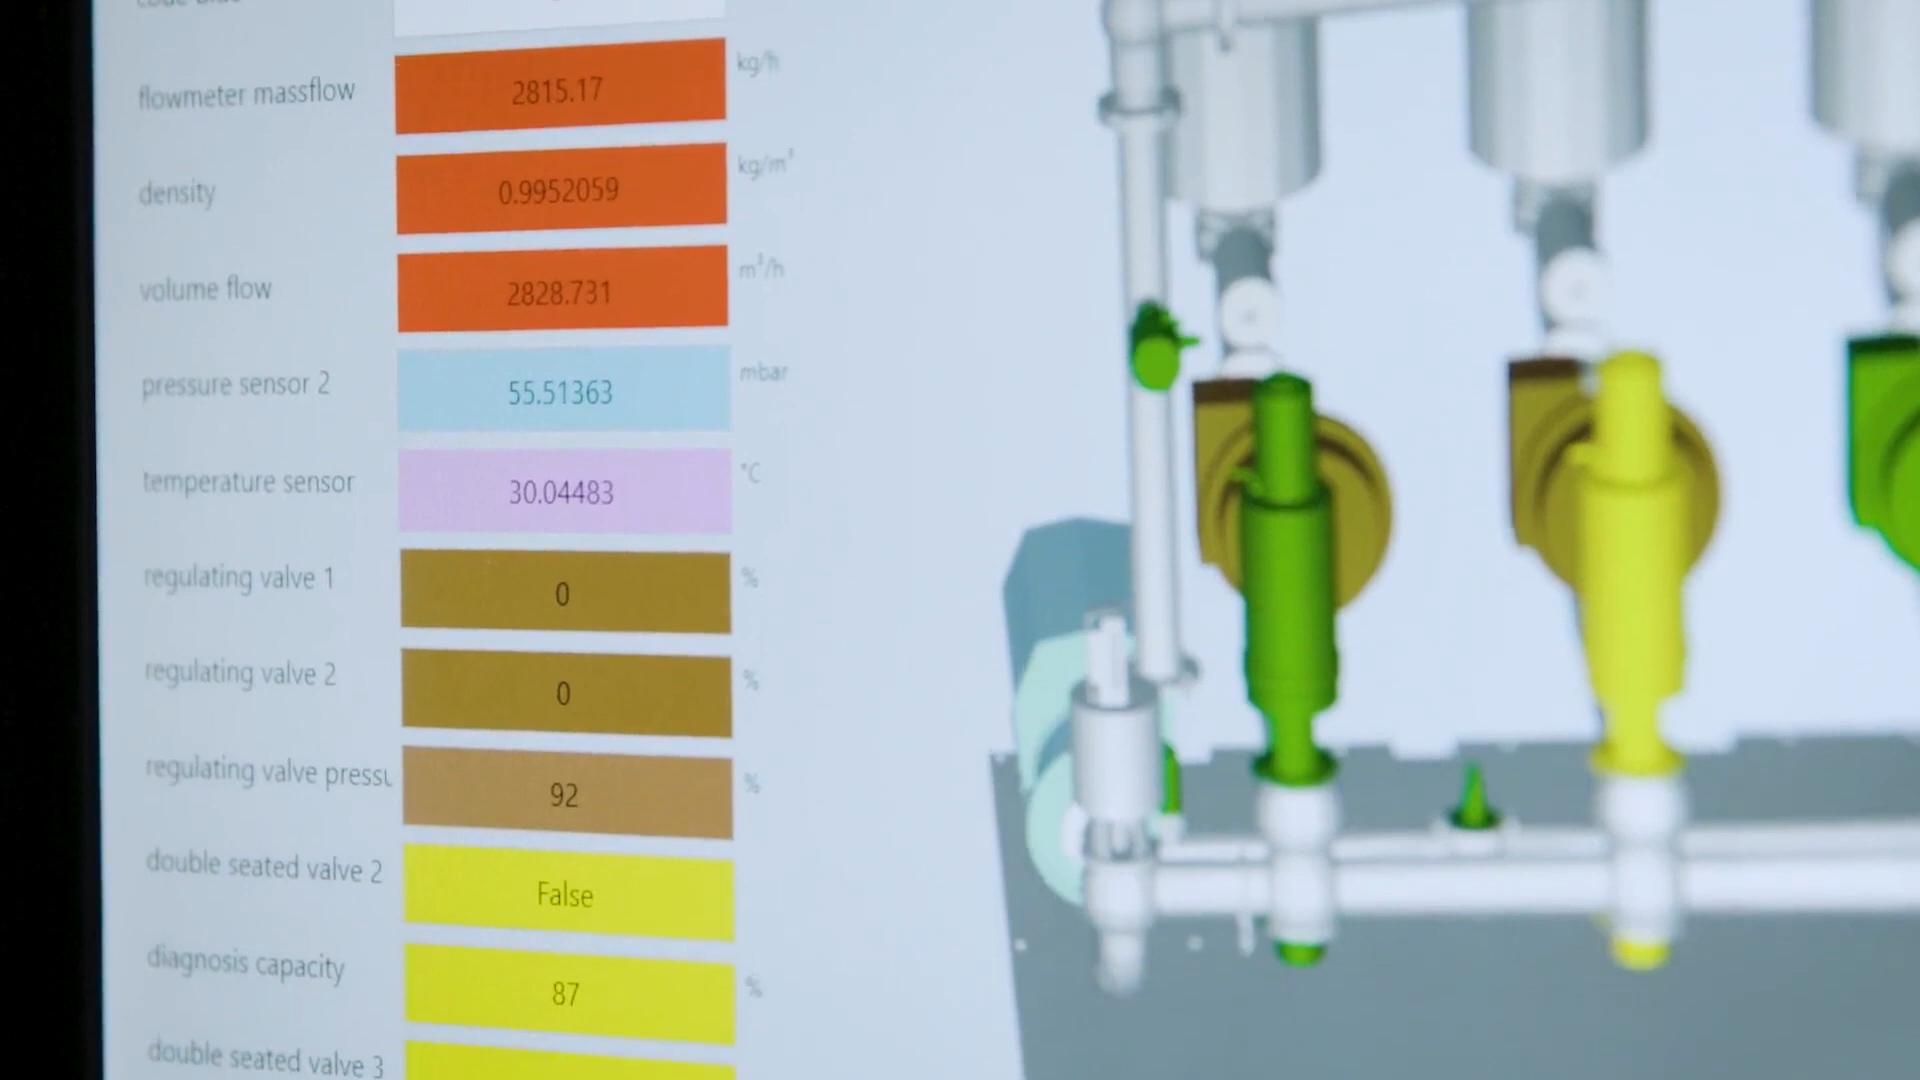 flowmeter massflow 2815.17 kg/h
density 0.9952059 kg/m³
volume flow 2828.731 m³/h
pressure sensor 2 55.51363 mbar
temperature sensor 30.04483 °C
regulating valve 1 0 %
regulating valve 2 0 %
regulating valve pressu 92 %
double seated valve 2 False
diagnosis capacity 87 %
double seated valve 3